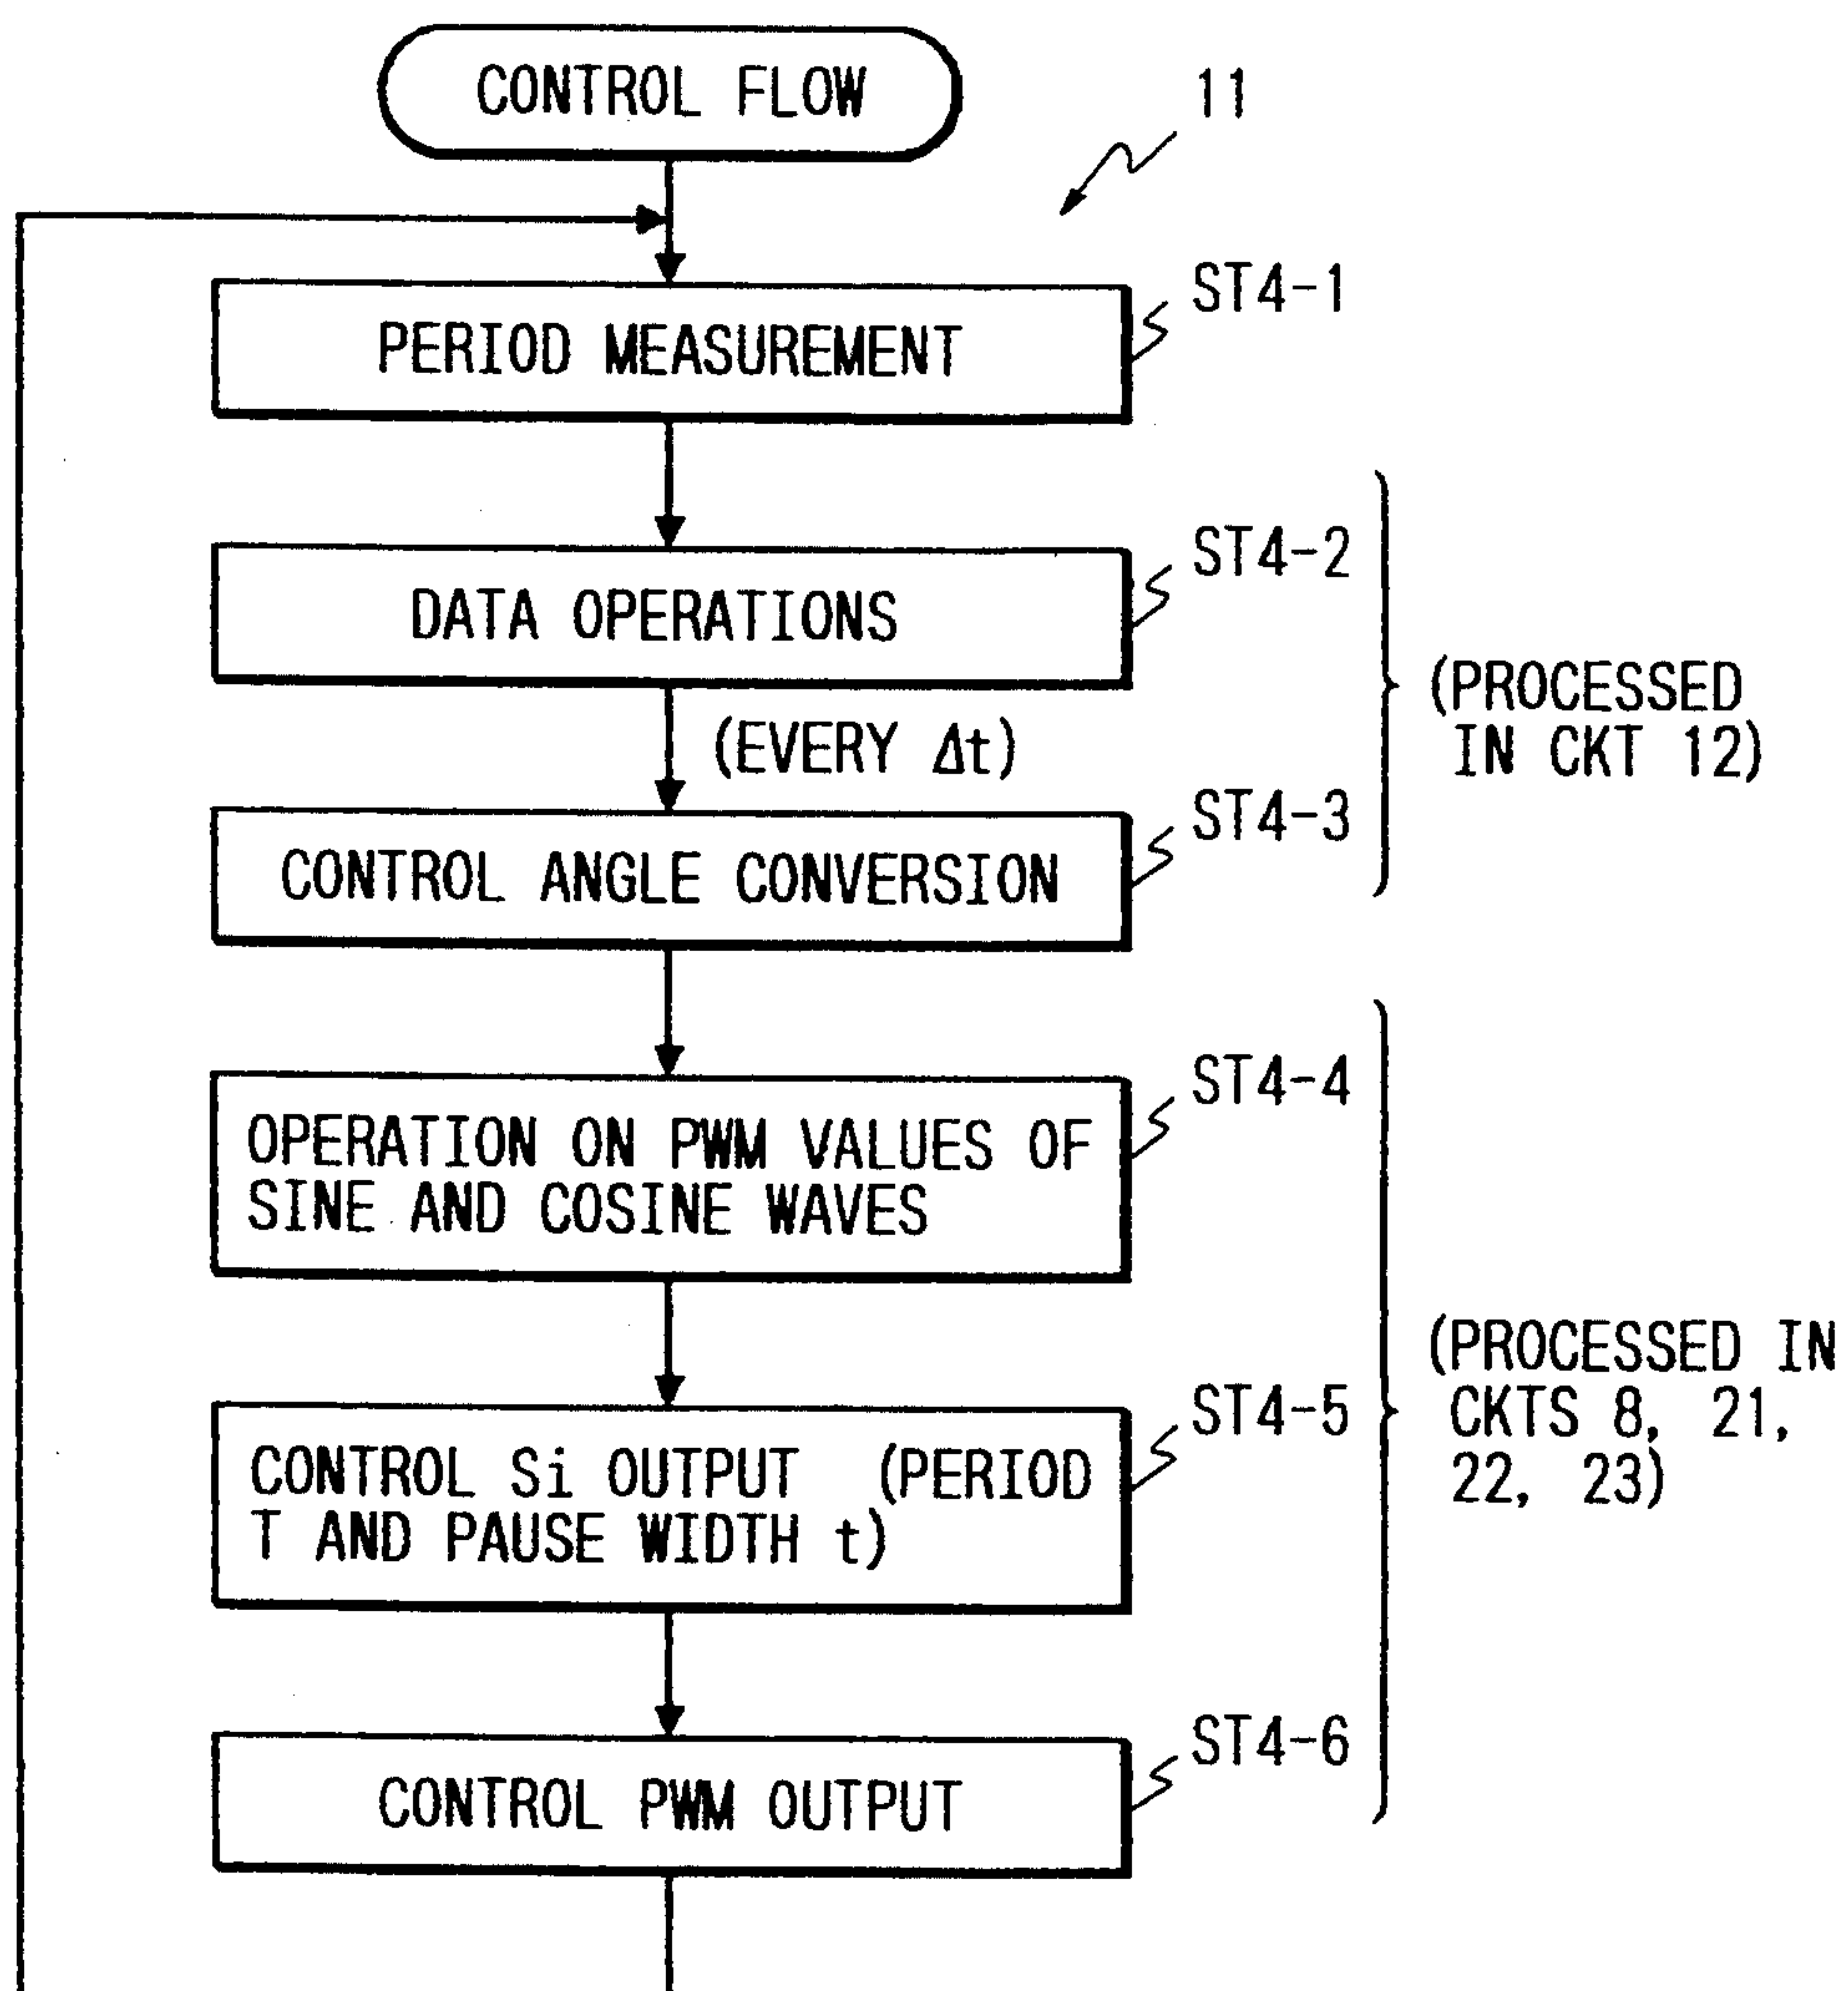 CONTROL FLOW
11
PERIOD MEASUREMENT
ST4-1
DATA OPERATIONS
ST4-2
(PROCESSED
IN CKT 12)
(EVERY Δt)
CONTROL ANGLE CONVERSION
ST4-3
OPERATION ON PWM VALUES OF
SINE AND COSINE WAVES
ST4-4
(PROCESSED IN
CKTS 8, 21,
22, 23)
CONTROL Si OUTPUT (PERIOD
T AND PAUSE WIDTH t)
ST4-5
CONTROL PWM OUTPUT
ST4-6